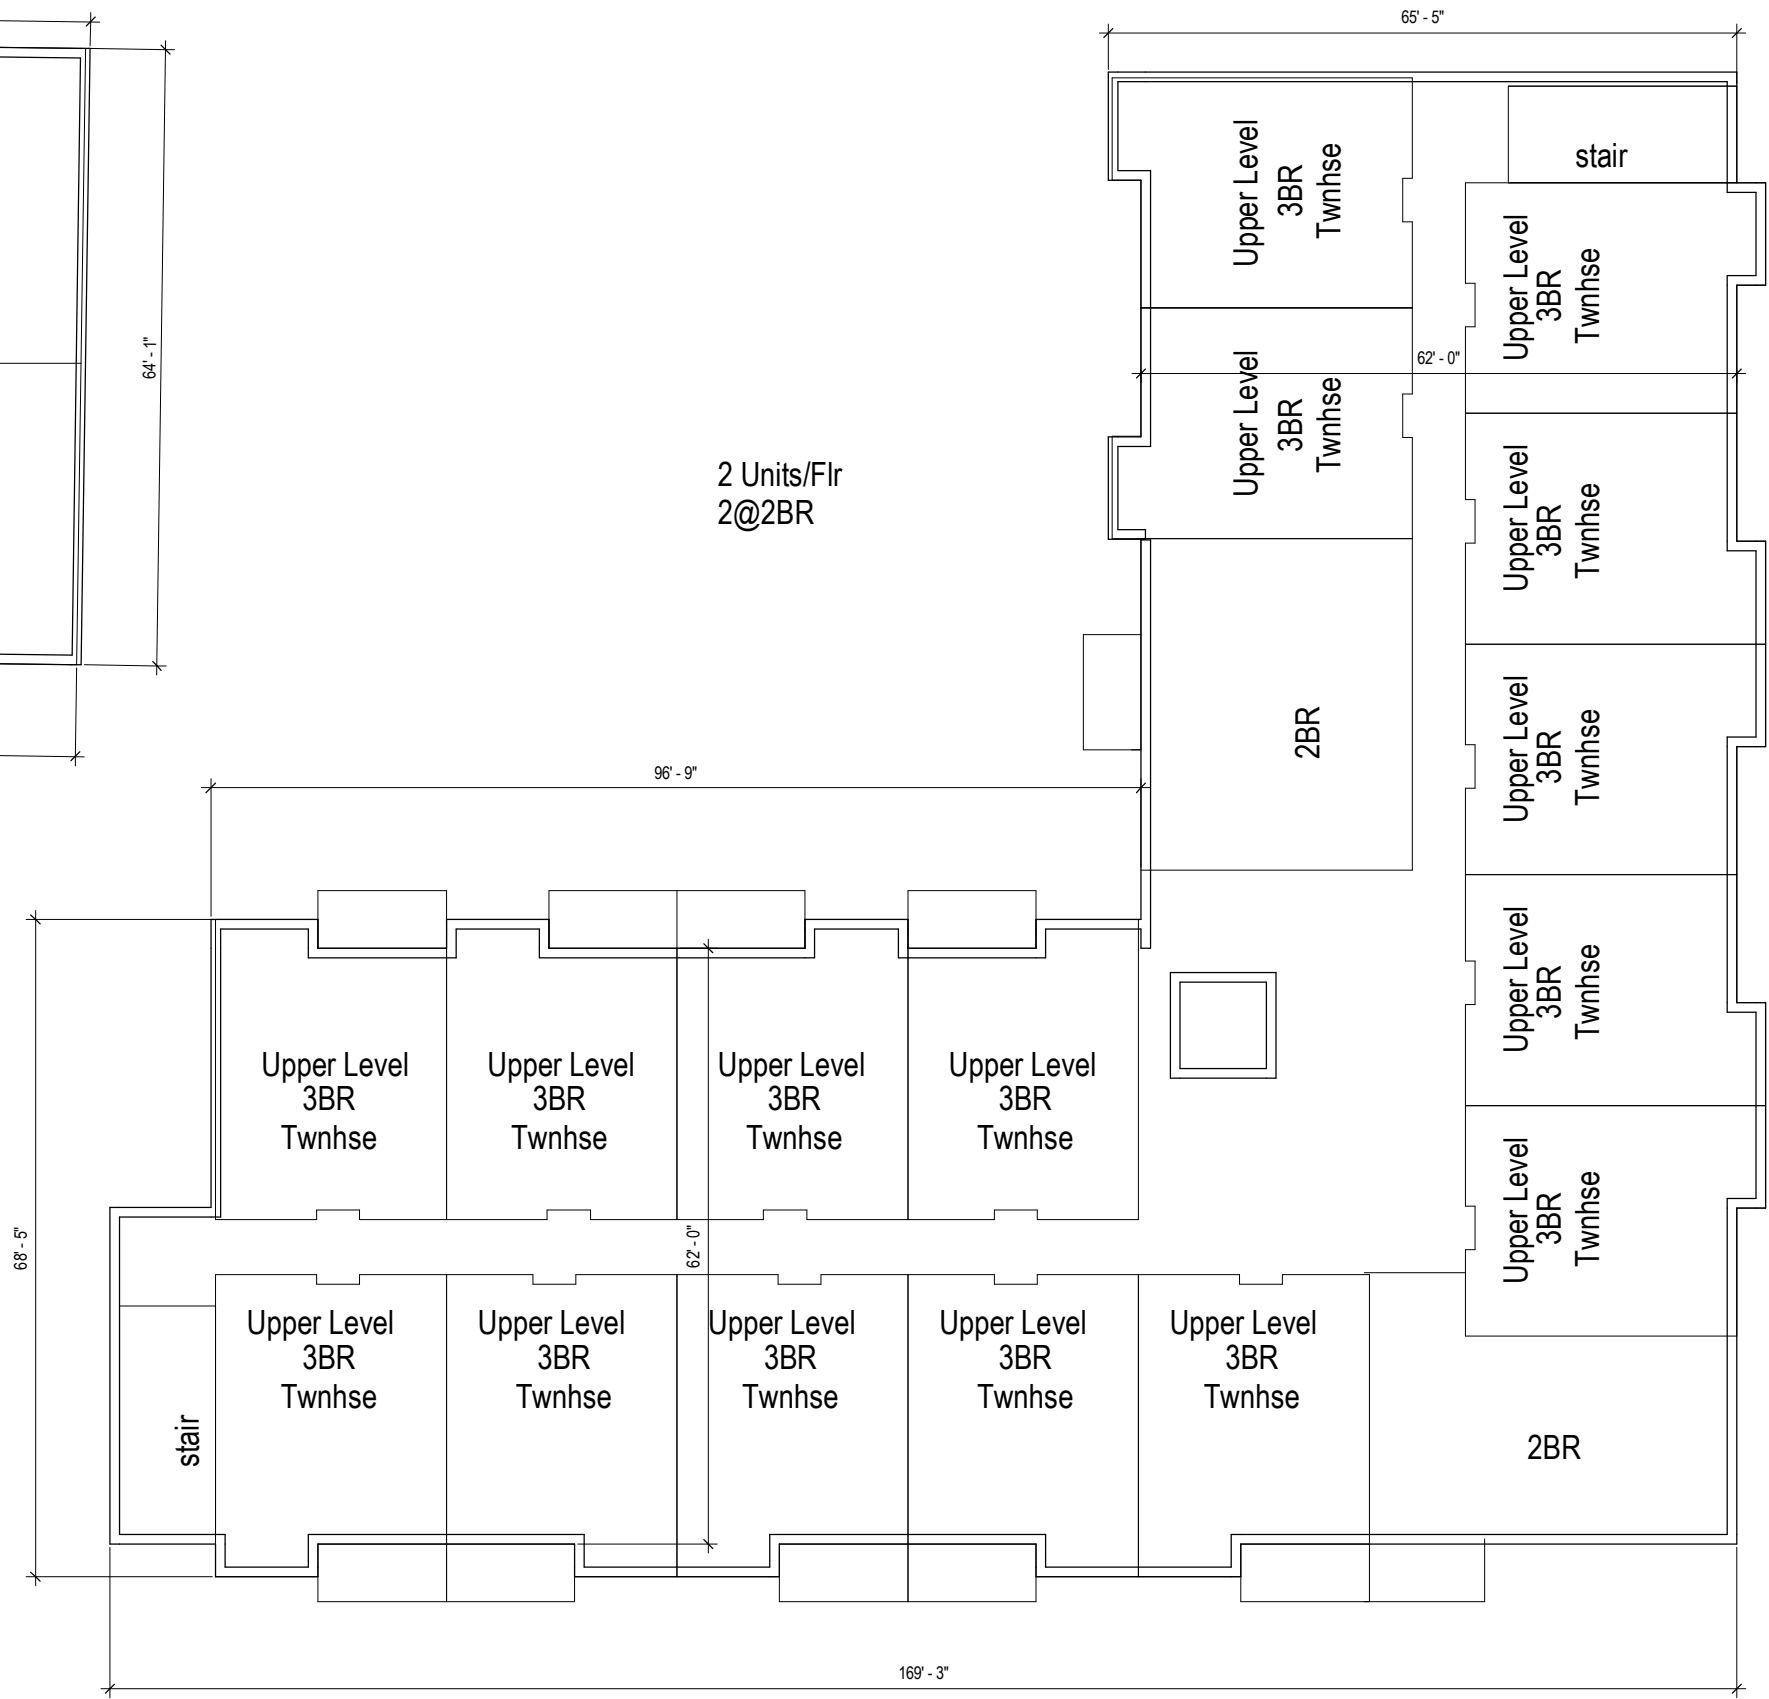 65' - 5"
Upper Level
3BR
Twnhse
stair
Upper Level
3BR
Twnhse
64' - 1"
Upper Level
3BR
Twnhse
62' - 0"
2 Units/Flr
2@2BR
Upper Level
3BR
Twnhse
2BR
Upper Level
3BR
Twnhse
96' - 9"
Upper Level
3BR
Twnhse
Upper Level
3BR
Twnhse
Upper Level
3BR
Twnhse
Upper Level
3BR
Twnhse
Upper Level
3BR
Twnhse
Upper Level
3BR
Twnhse
68' - 5"
62' - 0"
Upper Level
3BR
Twnhse
Upper Level
3BR
Twnhse
Upper Level
3BR
Twnhse
Upper Level
3BR
Twnhse
Upper Level
3BR
Twnhse
stair
2BR
169' - 3"